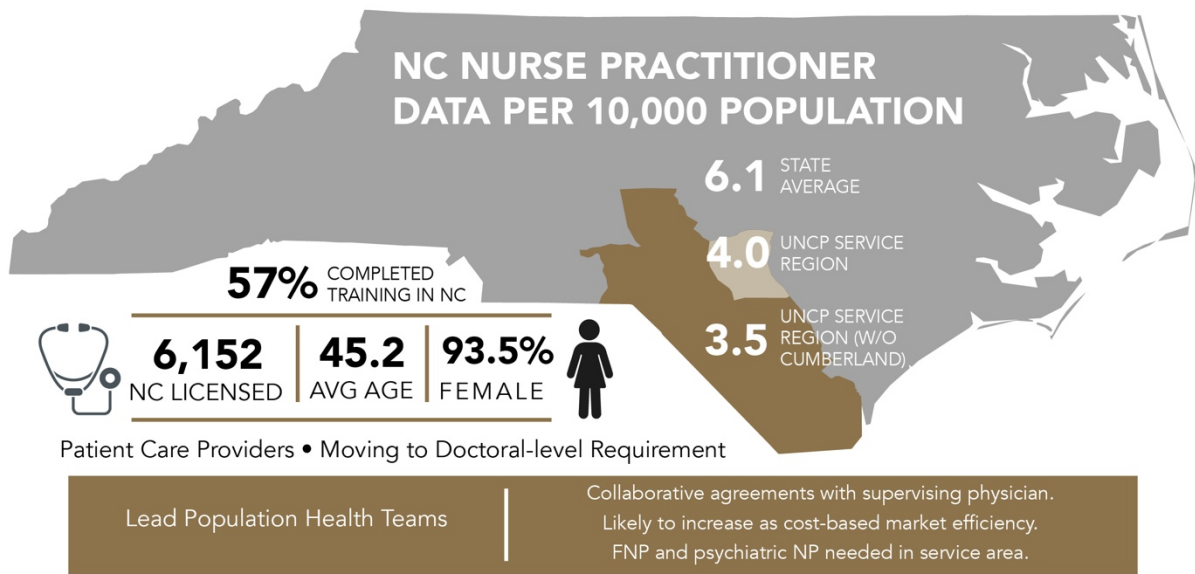 NC NURSE PRACTITIONER
DATA PER 10,000 POPULATION
6.1 STATE
AVERAGE
4.0 UNCP SERVICE
REGION
3.5 UNCP SERVICE
REGION (W/O
CUMBERLAND)
57% COMPLETED
TRAINING IN NC
6,152
NC LICENSED
45.2
AVG AGE
93.5%
FEMALE
Patient Care Providers • Moving to Doctoral-level Requirement
Lead Population Health Teams
Collaborative agreements with supervising physician.
Likely to increase as cost-based market efficiency.
FNP and psychiatric NP needed in service area.